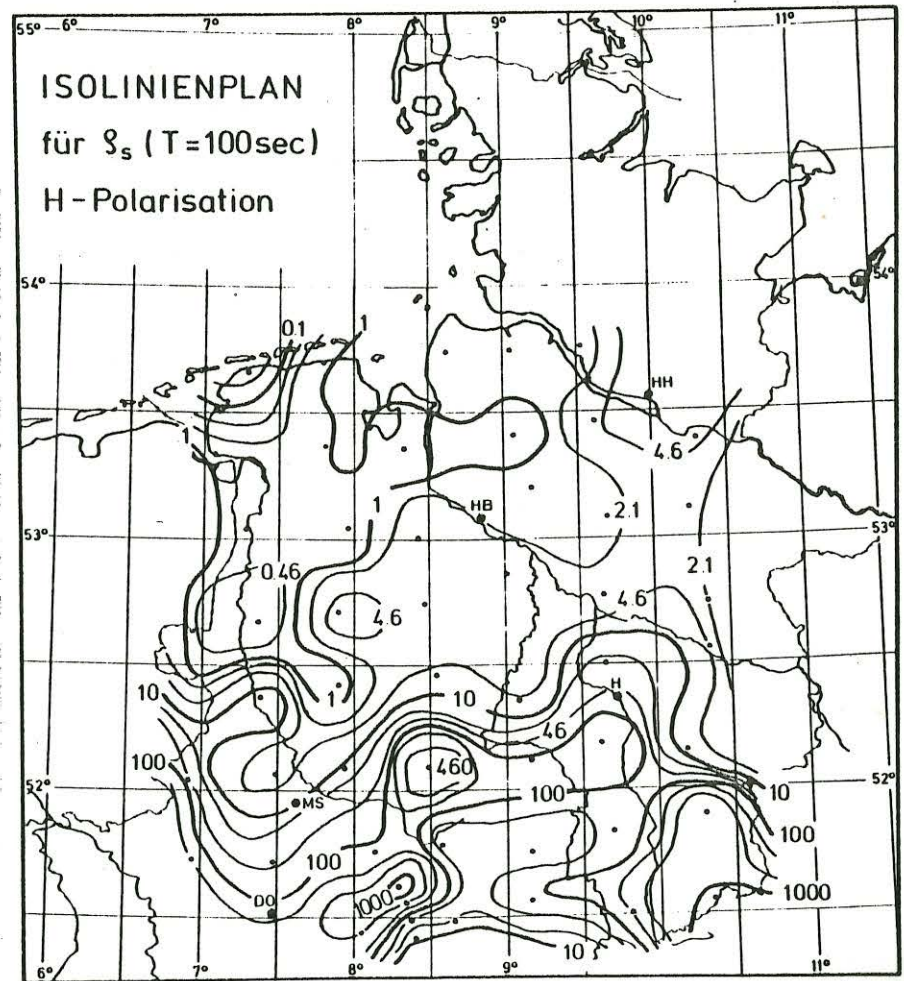 55° 6° 7° 8° 9° 10° 11°
ISOLINIENPLAN
für ϱs (T=100sec)
H-Polarisation
54° 54°
0.1 1
HH
1 4.6
1 HB 2.1
53° 53°
0.46 2.1
4.6 4.6
1
10 10 H
46
460
100
52° 52°
MS 100 10
100 100
DO 1000 1000
10
6° 7° 8° 9° 11°